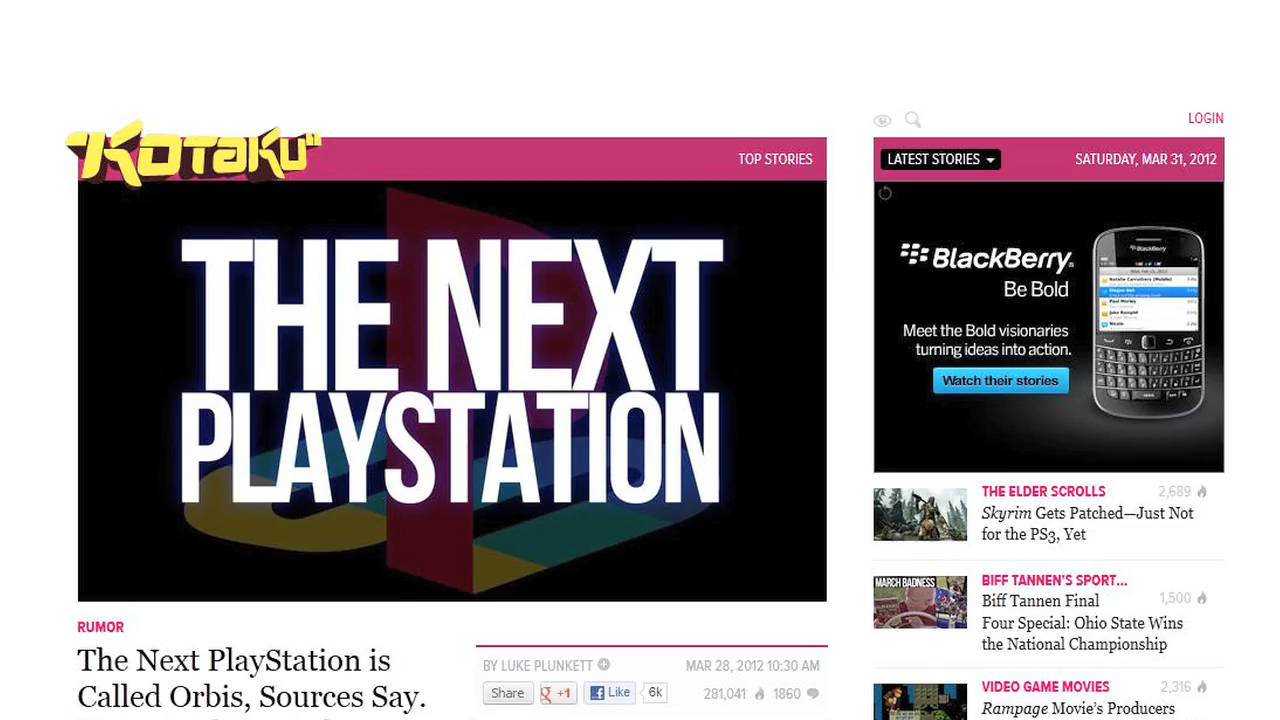 KOTAKU
TOP STORIES
THE NEXT
PLAYSTATION
RUMOR
The Next PlayStation is
Called Orbis, Sources Say.
BY LUKE PLUNKETT
MAR 28, 2012 10:30 AM
Share
+1
Like
6k
281,041
1860
LOGIN
LATEST STORIES
SATURDAY, MAR 31, 2012
BlackBerry
Be Bold
Meet the Bold visionaries
turning ideas into action.
Watch their stories
THE ELDER SCROLLS
2,689
Skyrim Gets Patched—Just Not
for the PS3, Yet
MARCH BADNESS
BIFF TANNEN'S SPORT...
Biff Tannen Final
1,500
Four Special: Ohio State Wins
the National Championship
VIDEO GAME MOVIES
2,316
Rampage Movie's Producers